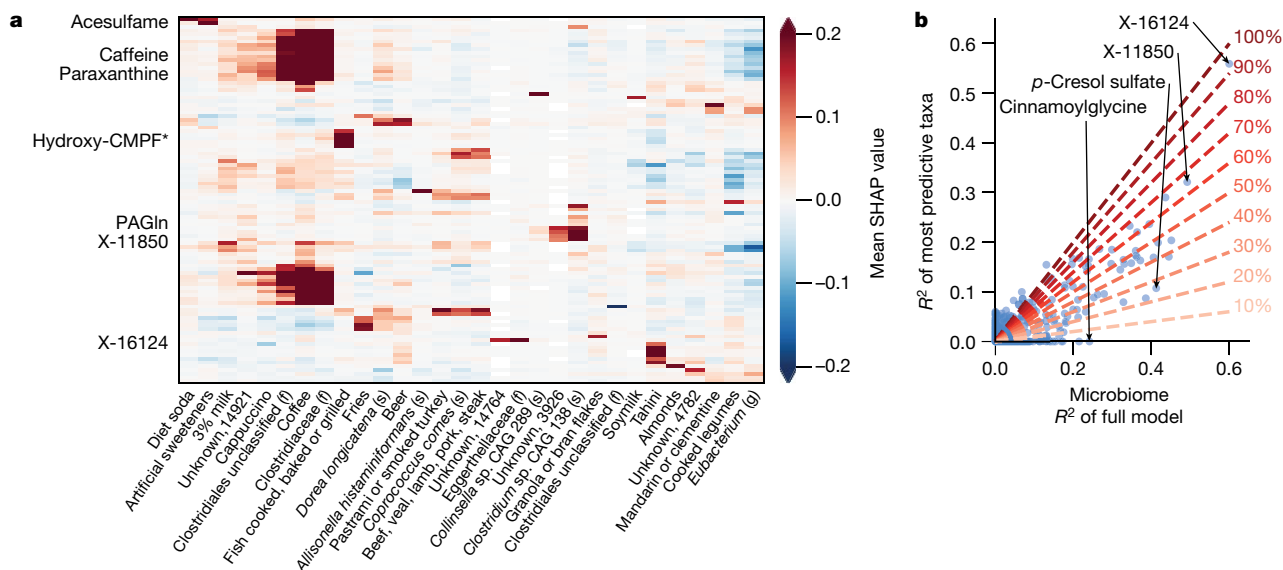 a
Acesulfame
Caffeine
Paraxanthine
Hydroxy-CMPF*
PAGln
X-11850
X-16124
Diet soda
Artificial sweeteners
3% milk
Unknown, 14921
Cappuccino
Clostridiales unclassified (f)
Coffee
Clostridiaceae (f)
Fish cooked, baked or grilled
Fries
Dorea longicatena (s)
Beer
Allisonella histaminiformans (s)
Pastrami or smoked turkey
Coprococcus comes (s)
Beef, veal, lamb, pork, steak
Unknown, 14764
Eggerthellaceae (f)
Collinsella sp. CAG 289 (s)
Unknown, 3926
Clostridium sp. CAG 138 (s)
Granola or bran flakes
Clostridiales unclassified (f)
Soymilk
Tahini
Almonds
Unknown, 4782
Mandarin or clementine
Cooked legumes
Eubacterium (g)
0.2
0.1
0.0
−0.1
−0.2
Mean SHAP value
b
X-16124
X-11850
p-Cresol sulfate
Cinnamoylglycine
100%
90%
80%
70%
60%
50%
40%
30%
20%
10%
0.6
0.5
0.4
0.3
0.2
0.1
0.0
R² of most predictive taxa
0.0
0.2
0.4
0.6
Microbiome
R² of full model